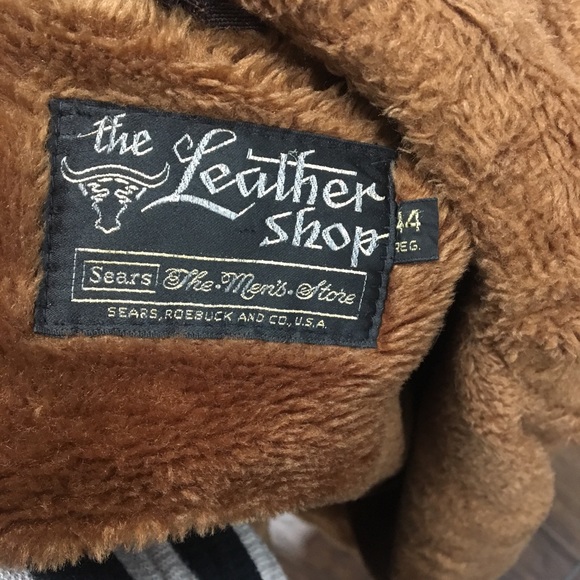 the
Leather
Shop
44
REG.
Sears The Men's Store
SEARS, ROEBUCK AND CO., U.S.A.